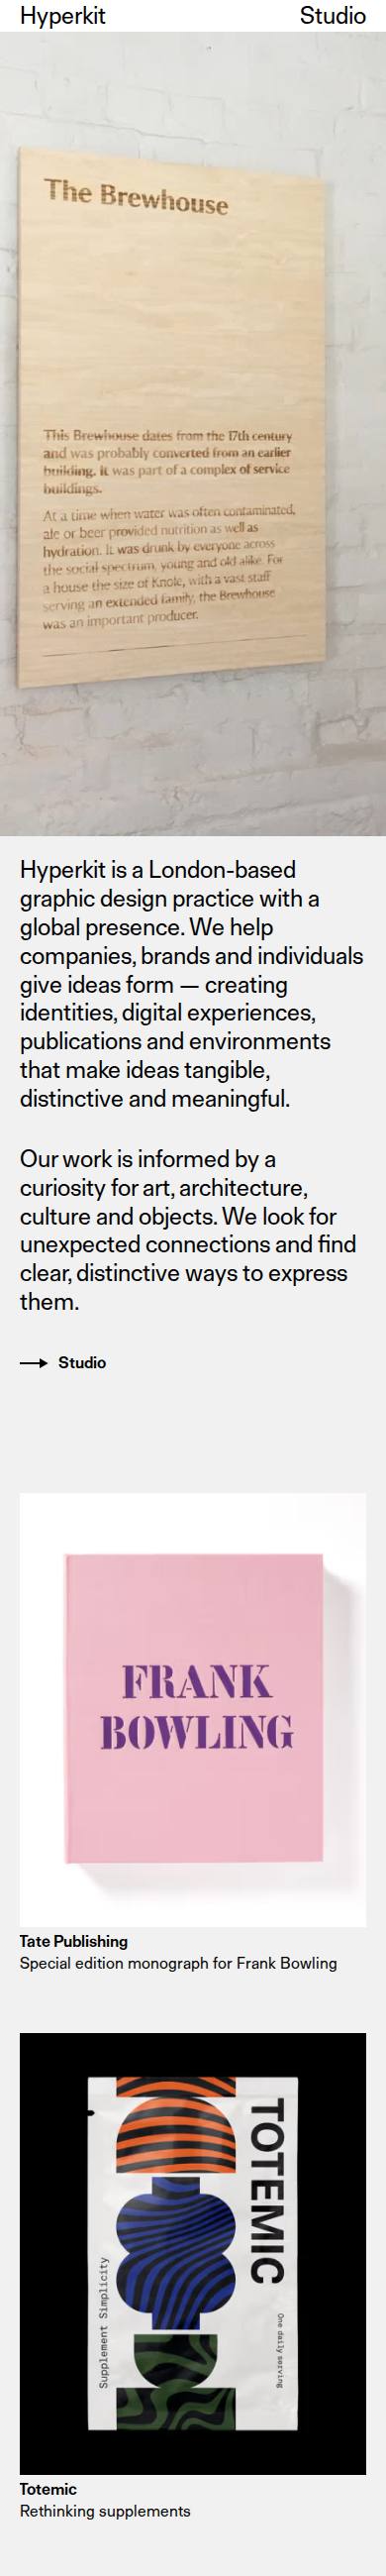 Hyperkit
Studio
The Brewhouse
This Brewhouse dates from the 17th century
and was probably converted from an earlier
building. It was part of a complex of service
buildings.
At a time when water was often contaminated,
ale or beer provided nutrition as well as
hydration. It was drunk by everyone across
the social spectrum, young and old alike. For
a house the size of Knole, with a vast staff
serving an extended family, the Brewhouse
was an important producer.
Hyperkit is a London-based
graphic design practice with a
global presence. We help
companies, brands and individuals
give ideas form — creating
identities, digital experiences,
publications and environments
that make ideas tangible,
distinctive and meaningful.
Our work is informed by a
curiosity for art, architecture,
culture and objects. We look for
unexpected connections and find
clear, distinctive ways to express
them.
Studio
FRANK
BOWLING
Tate Publishing
Special edition monograph for Frank Bowling
TOTEMIC
One daily serving
Supplement Simplicity
Totemic
Rethinking supplements